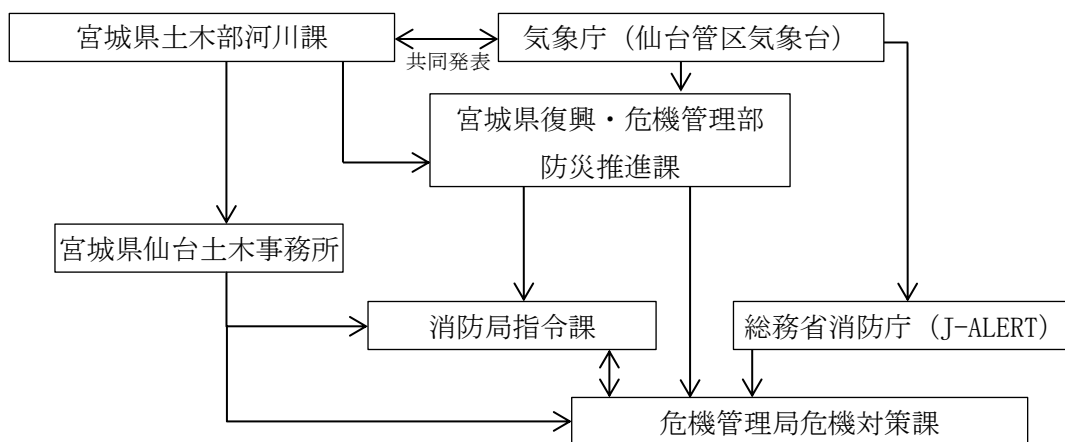 宮城県土木部河川課
気象庁（仙台管区気象台）
共同発表
宮城県復興・危機管理部
防災推進課
宮城県仙台土木事務所
消防局指令課
総務省消防庁（J-ALERT）
危機管理局危機対策課